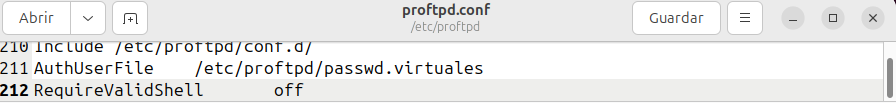 Abrir
proftpd.conf
/etc/proftpd
Guardar
210 Include /etc/proftpd/conf.d/
211 AuthUserFile    /etc/proftpd/passwd.virtuales
212 RequireValidShell       off